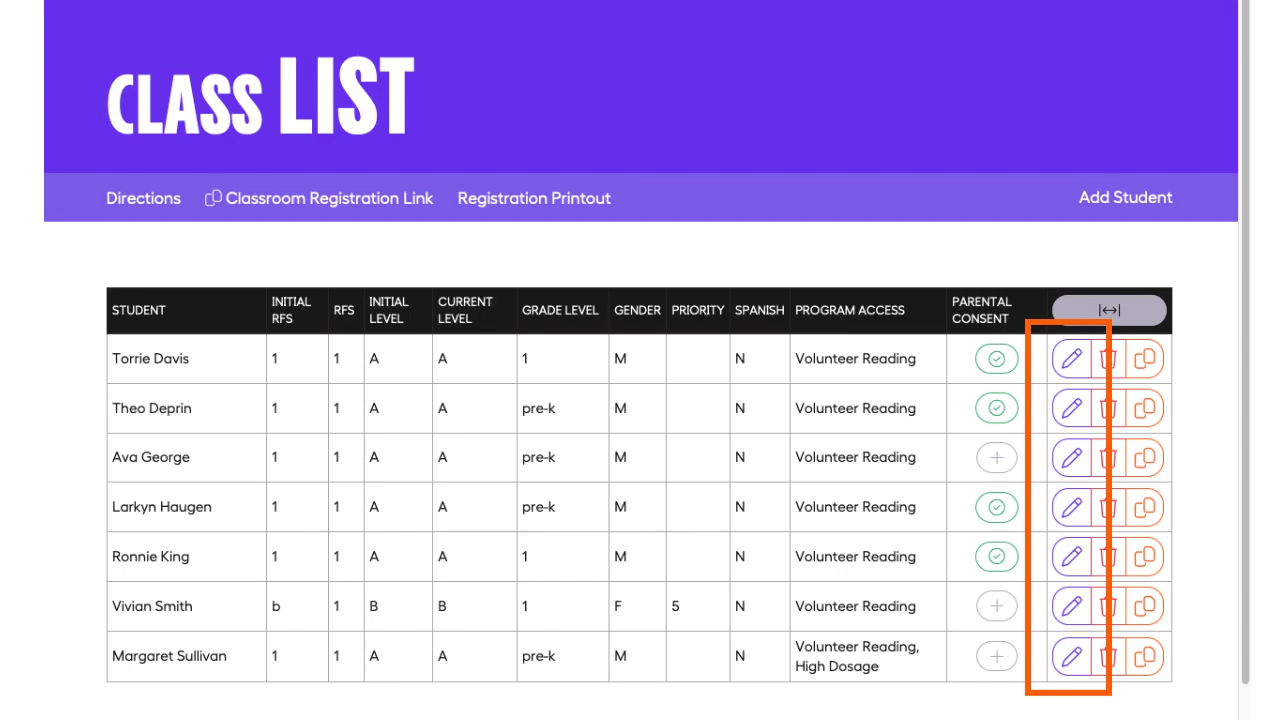 CLASS LIST
Directions Classroom Registration Link Registration Printout Add Student
STUDENT INITIAL RFS RFS INITIAL LEVEL CURRENT LEVEL GRADE LEVEL GENDER PRIORITY SPANISH PROGRAM ACCESS PARENTAL CONSENT
Torrie Davis 1 1 A A 1 M N Volunteer Reading
Theo Deprin 1 1 A A pre-k M N Volunteer Reading
Ava George 1 1 A A pre-k M N Volunteer Reading
Larkyn Haugen 1 1 A A pre-k M N Volunteer Reading
Ronnie King 1 1 A A 1 M N Volunteer Reading
Vivian Smith b 1 B B 1 F 5 N Volunteer Reading
Margaret Sullivan 1 1 A A pre-k M N Volunteer Reading, High Dosage